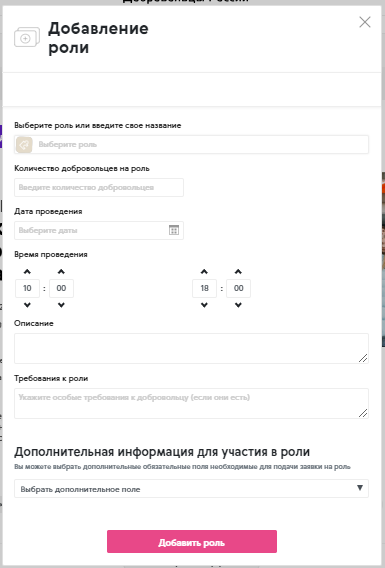 Добавление
роли
Выберите роль или введите свое название
Выберите роль
Количество добровольцев на роль
Введите количество добровольцев
Дата проведения
Выберите даты
Время проведения
10 : 00 18 : 00
Описание
Требования к роли
Укажите особые требования к добровольцу (если они есть)
Дополнительная информация для участия в роли
Вы можете выбрать дополнительные обязательные поля необходимые для подачи заявки на роль
Выбрать дополнительное поле
Добавить роль